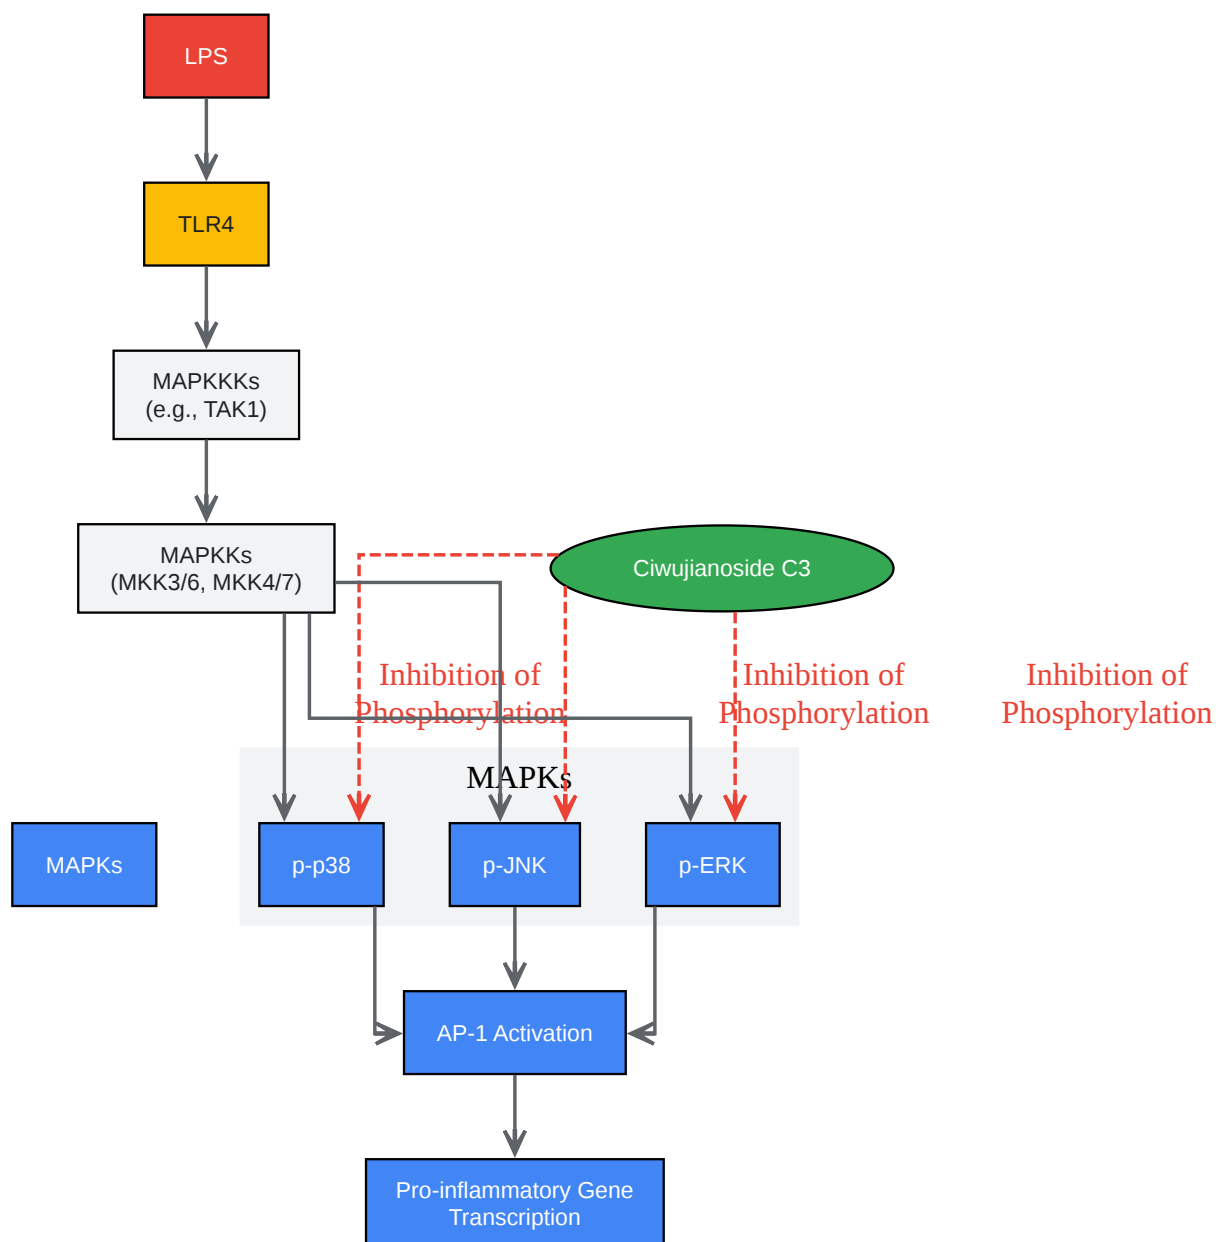 LPS
TLR4
MAPKKKs
(e.g., TAK1)
MAPKKs
(MKK3/6, MKK4/7)
Ciwujianoside C3
Inhibition of
Phosphorylation
Inhibition of
Phosphorylation
Inhibition of
Phosphorylation
MAPKs
MAPKs
p-p38
p-JNK
p-ERK
AP-1 Activation
Pro-inflammatory Gene
Transcription